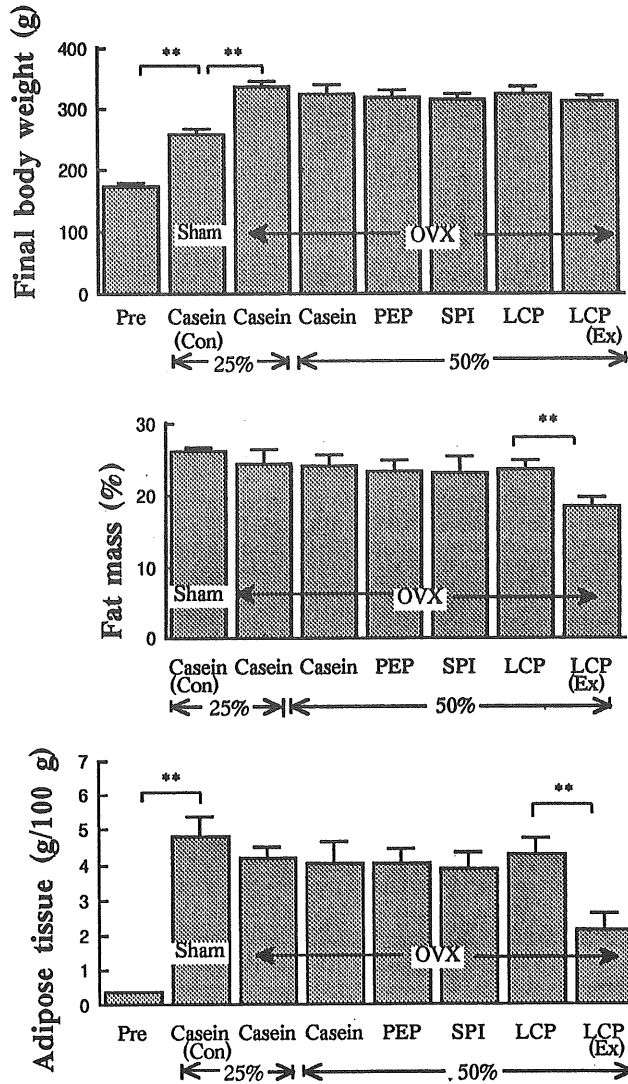 Final body weight (g)
400
300
200
100
0
** **
Sham OVX
Pre Casein Casein Casein PEP SPI LCP LCP
(Con) (Ex)
25% 50%
Fat mass (%)
30
20
10
0
**
Sham OVX
Casein Casein Casein PEP SPI LCP LCP
(Con) (Ex)
25% 50%
Adipose tissue (g/100 g)
7
6
5
4
3
2
1
0
** **
Sham OVX
Pre Casein Casein Casein PEP SPI LCP LCP
(Con) (Ex)
25% 50%